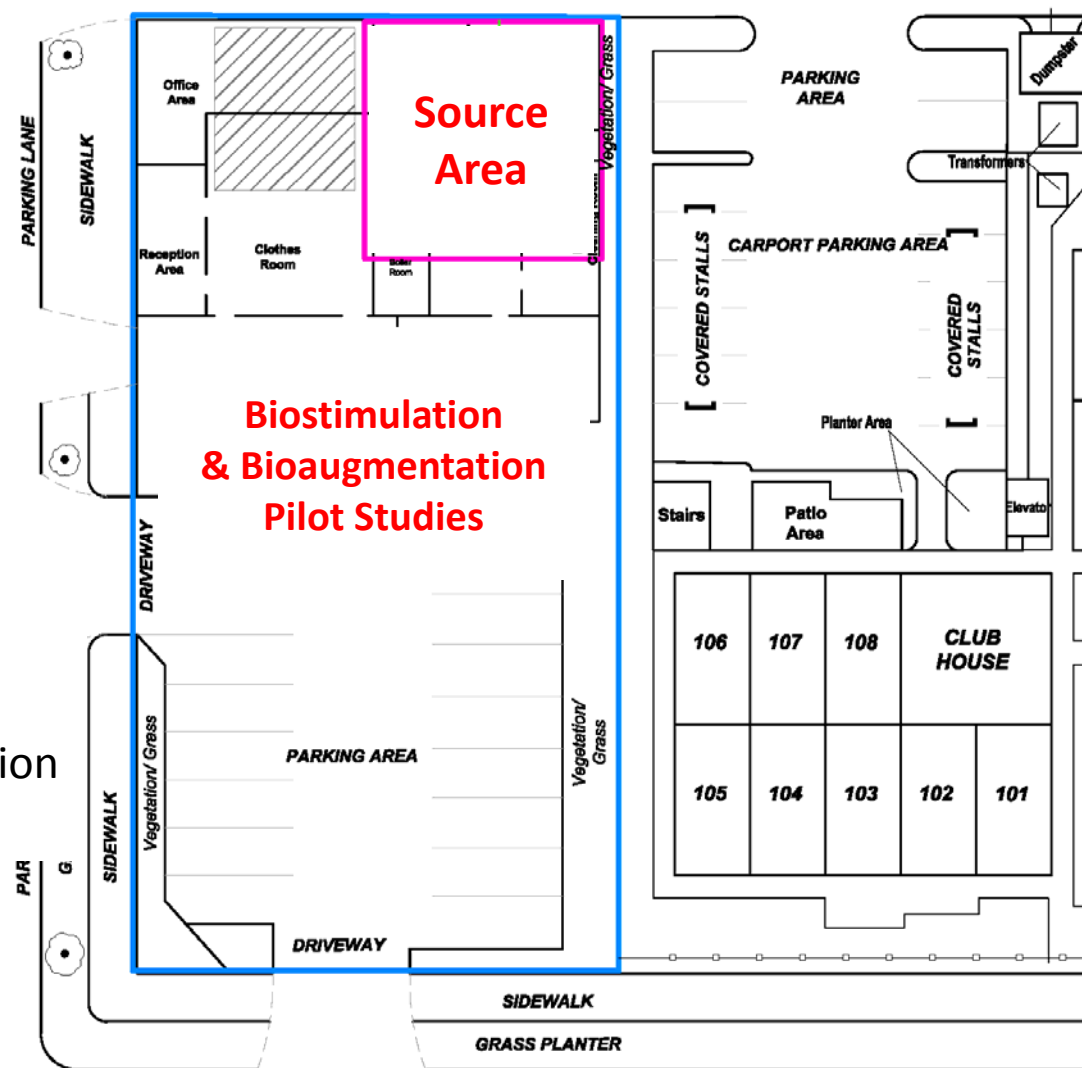 PARKING LANE
SIDEWALK
Office
Area
Source
Area
Vegetation/ Grass
PARKING
AREA
Dumpster
Transformers
Reception
Area
Clothes
Room
Boiler
Room
COVERED STALLS
CARPORT PARKING AREA
COVERED
STALLS
Biostimulation
& Bioaugmentation
Pilot Studies
Planter Area
Stairs
Patio
Area
Elevator
DRIVEWAY
106
107
108
CLUB
HOUSE
Vegetation/ Grass
PARKING AREA
Vegetation/
Grass
ion
105
104
103
102
101
SIDEWALK
PAR
G
DRIVEWAY
SIDEWALK
GRASS PLANTER